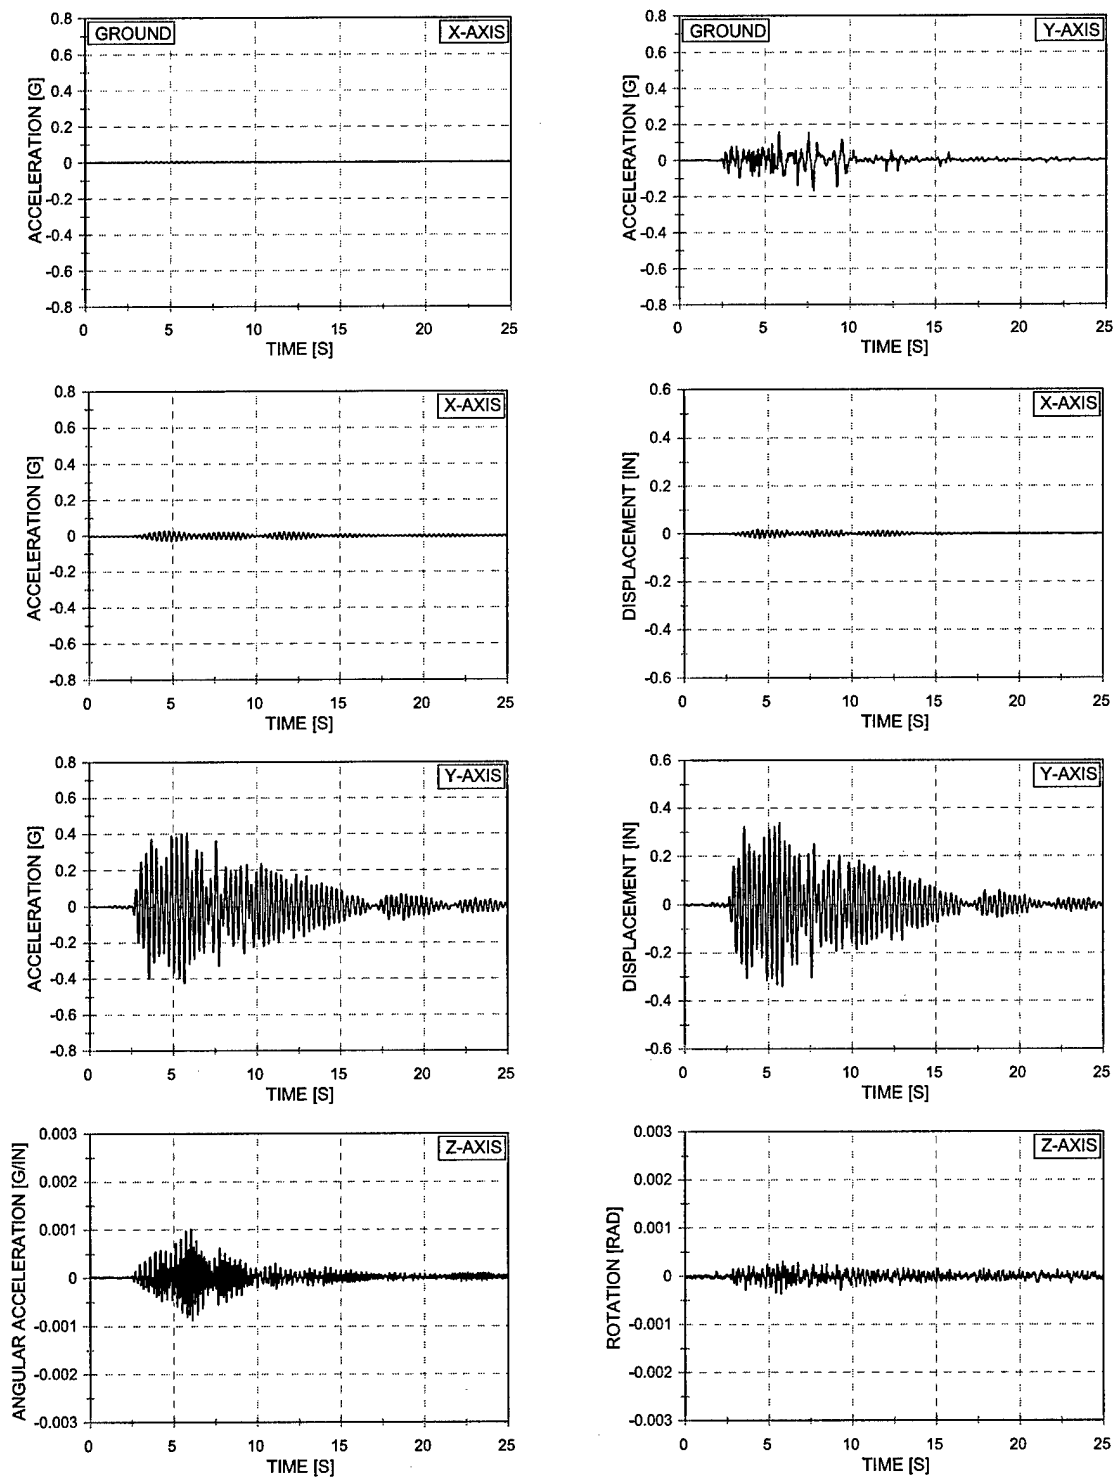 GROUND
X-AXIS
ACCELERATION [G]
0.8
0.6
0.4
0.2
0
-0.2
-0.4
-0.6
-0.8
0 5 10 15 20 25
TIME [S]
GROUND
Y-AXIS
ACCELERATION [G]
0.8
0.6
0.4
0.2
0
-0.2
-0.4
-0.6
-0.8
0 5 10 15 20 25
TIME [S]
X-AXIS
ACCELERATION [G]
0.8
0.6
0.4
0.2
0
-0.2
-0.4
-0.6
-0.8
0 5 10 15 20 25
TIME [S]
X-AXIS
DISPLACEMENT [IN]
0.6
0.4
0.2
0
-0.2
-0.4
-0.6
0 5 10 15 20 25
TIME [S]
Y-AXIS
ACCELERATION [G]
0.8
0.6
0.4
0.2
0
-0.2
-0.4
-0.6
-0.8
0 5 10 15 20 25
TIME [S]
Y-AXIS
DISPLACEMENT [IN]
0.6
0.4
0.2
0
-0.2
-0.4
-0.6
0 5 10 15 20 25
TIME [S]
Z-AXIS
ANGULAR ACCELERATION [G/IN]
0.003
0.002
0.001
0
-0.001
-0.002
-0.003
0 5 10 15 20 25
TIME [S]
Z-AXIS
ROTATION [RAD]
0.003
0.002
0.001
0
-0.001
-0.002
-0.003
0 5 10 15 20 25
TIME [S]